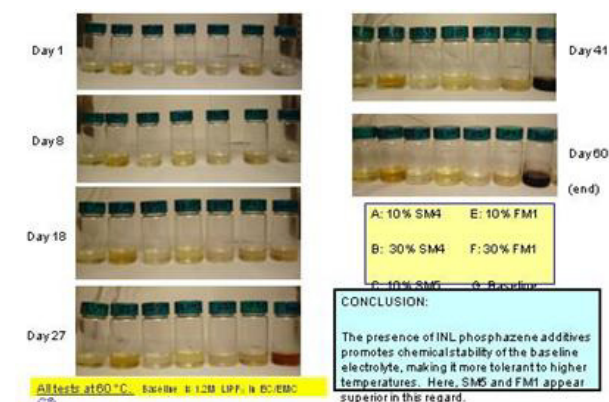 Day 1
Day 8
Day 18
Day 27
All tests at 60 °C. Baseline is 1.2M LiPF₆ in EC/EMC
Day 41
Day 60
(end)
A: 10% SM4 E: 10% FM1
B: 30% SM4 F: 30% FM1
C: 10% SM5 G: Baseline
CONCLUSION:
The presence of INL phosphazene additives
promotes chemical stability of the baseline
electrolyte, making it more tolerant to higher
temperatures. Here, SM5 and FM1 appear
superior in this regard.